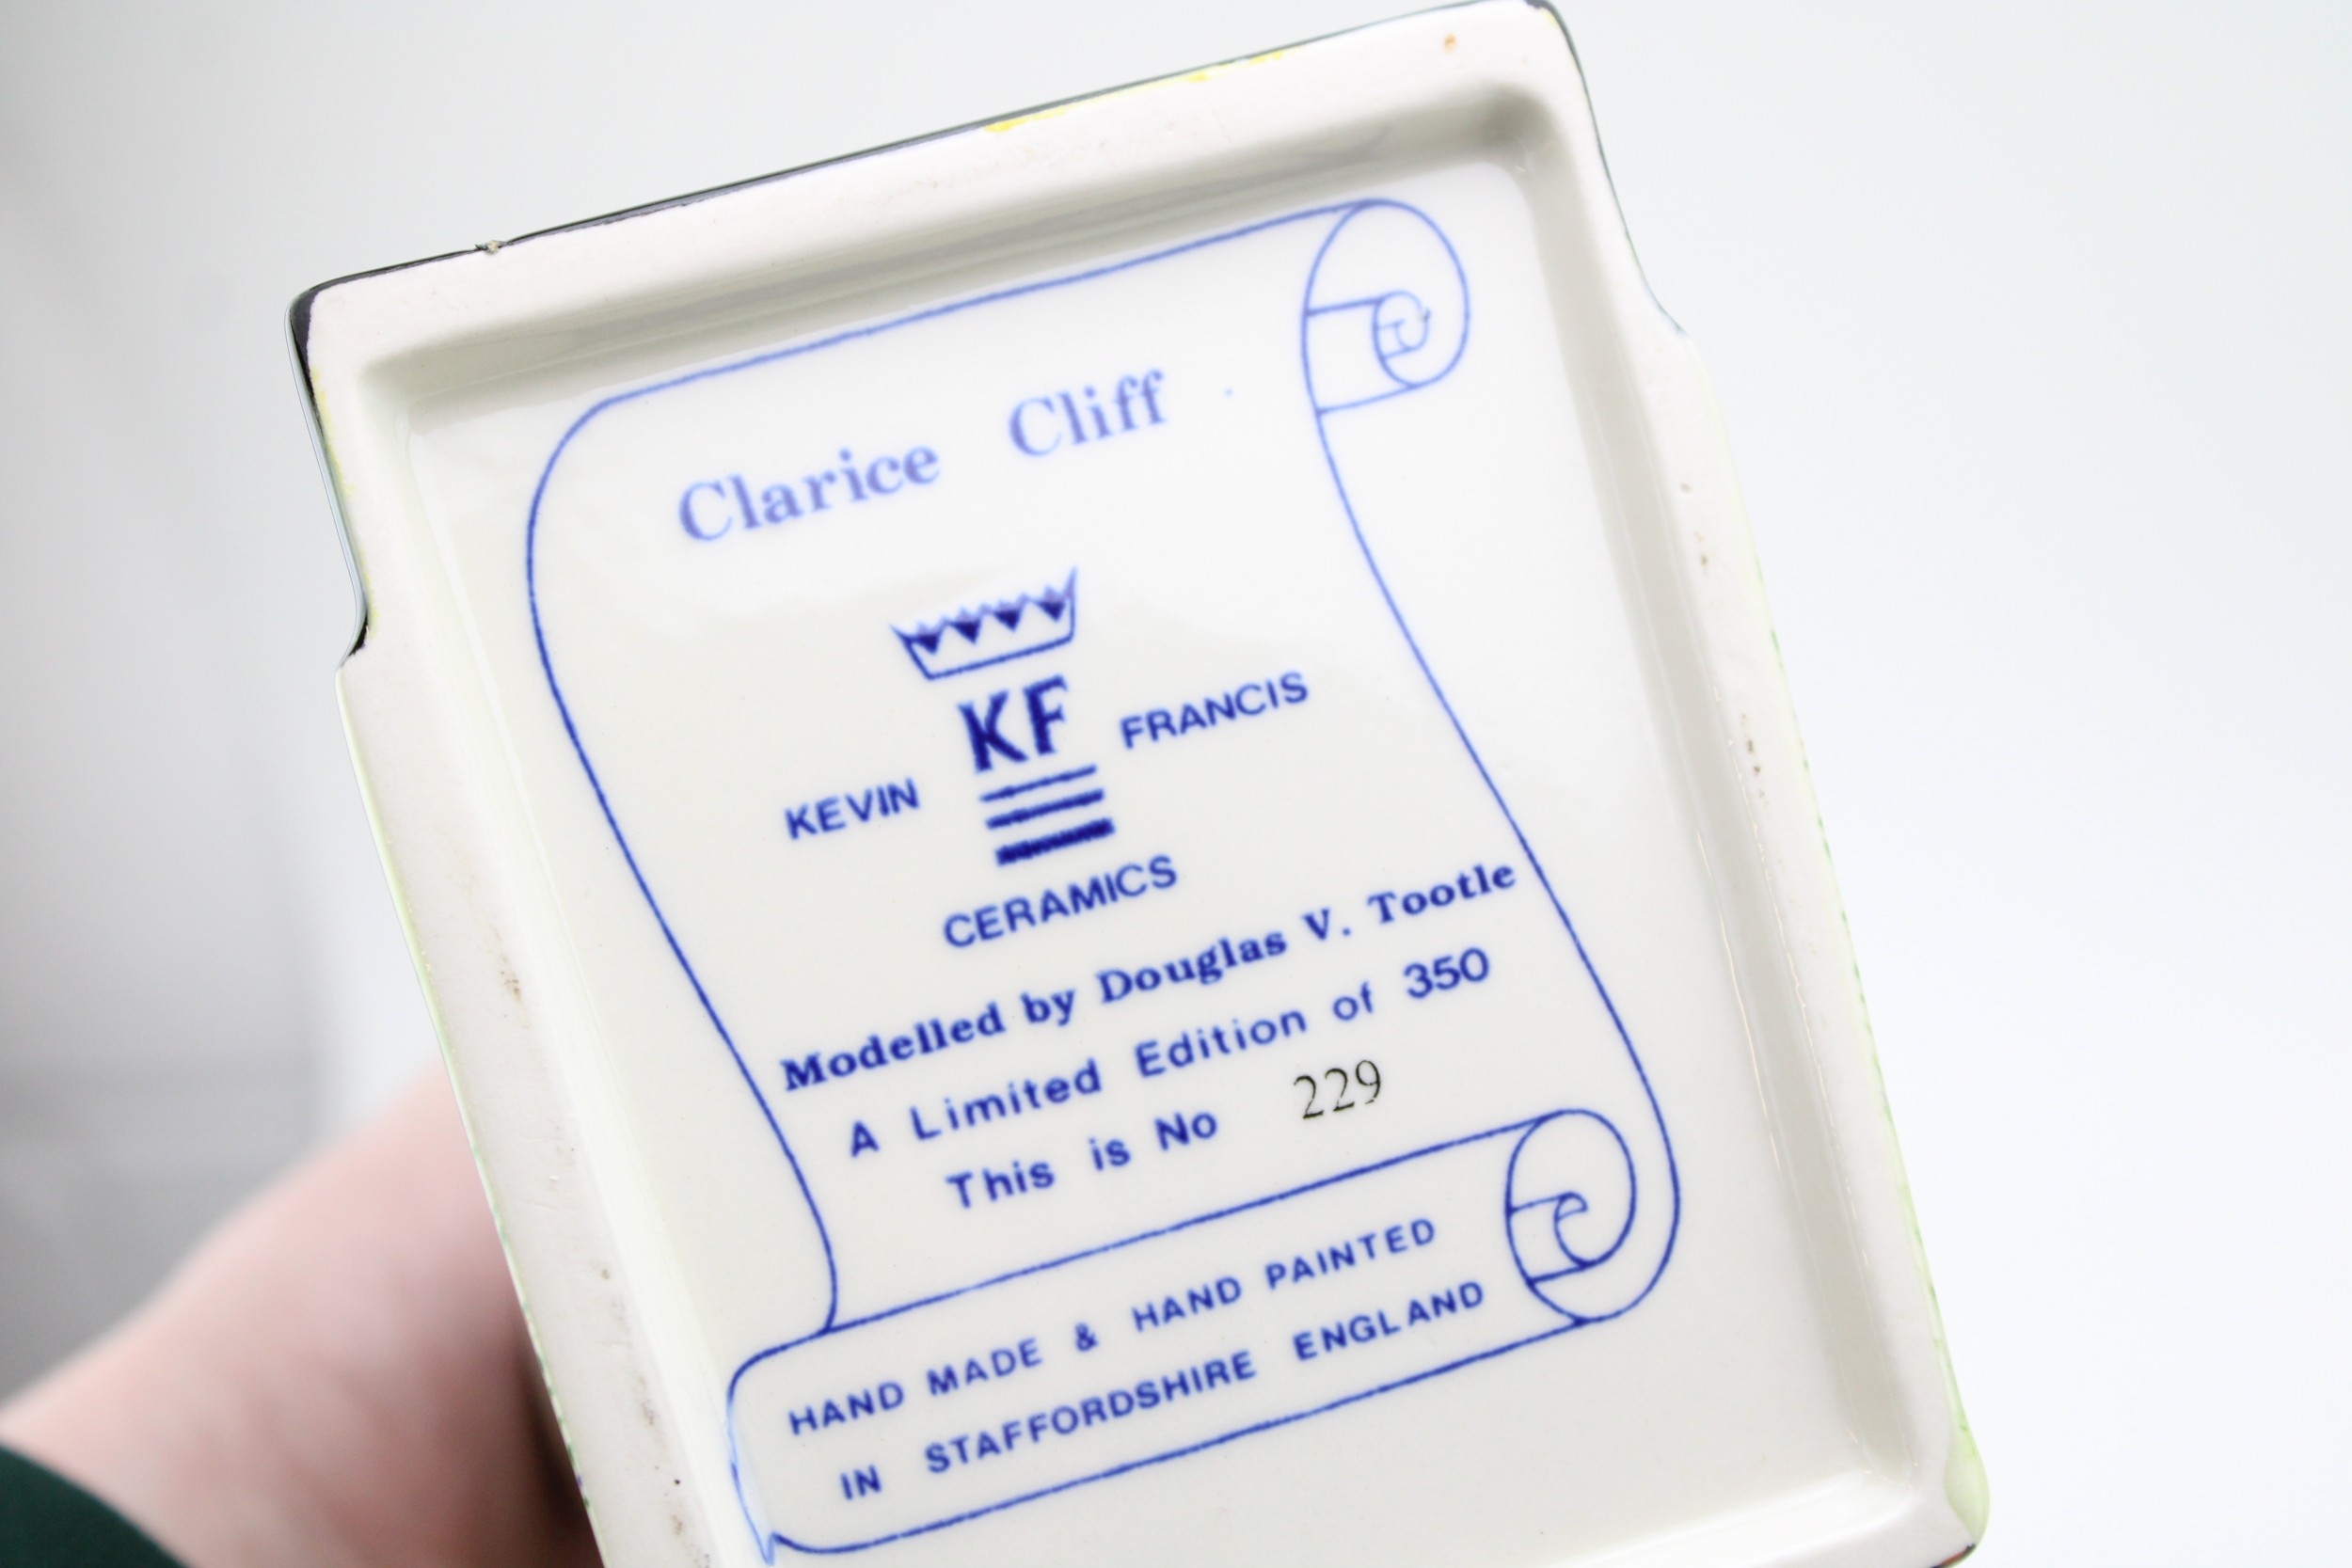 Clarice Cliff
KF
KEVIN FRANCIS
CERAMICS
Modelled by Douglas V. Tootle
A Limited Edition of 350
This is No 229
HAND MADE & HAND PAINTED
IN STAFFORDSHIRE ENGLAND